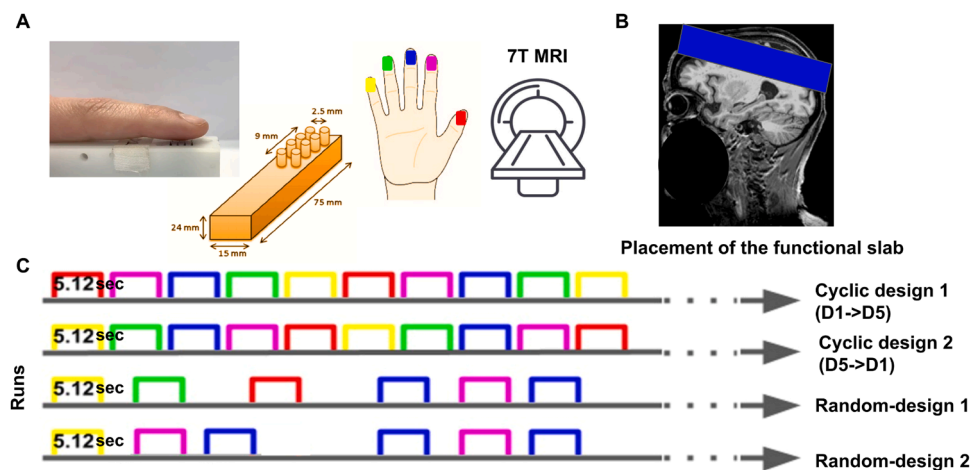 A
B
7T MRI
2.5 mm
9 mm
75 mm
24 mm
15 mm
Placement of the functional slab
C
5.12sec
Cyclic design 1
(D1->D5)
5.12sec
Cyclic design 2
(D5->D1)
Runs
5.12sec
Random-design 1
5.12sec
Random-design 2